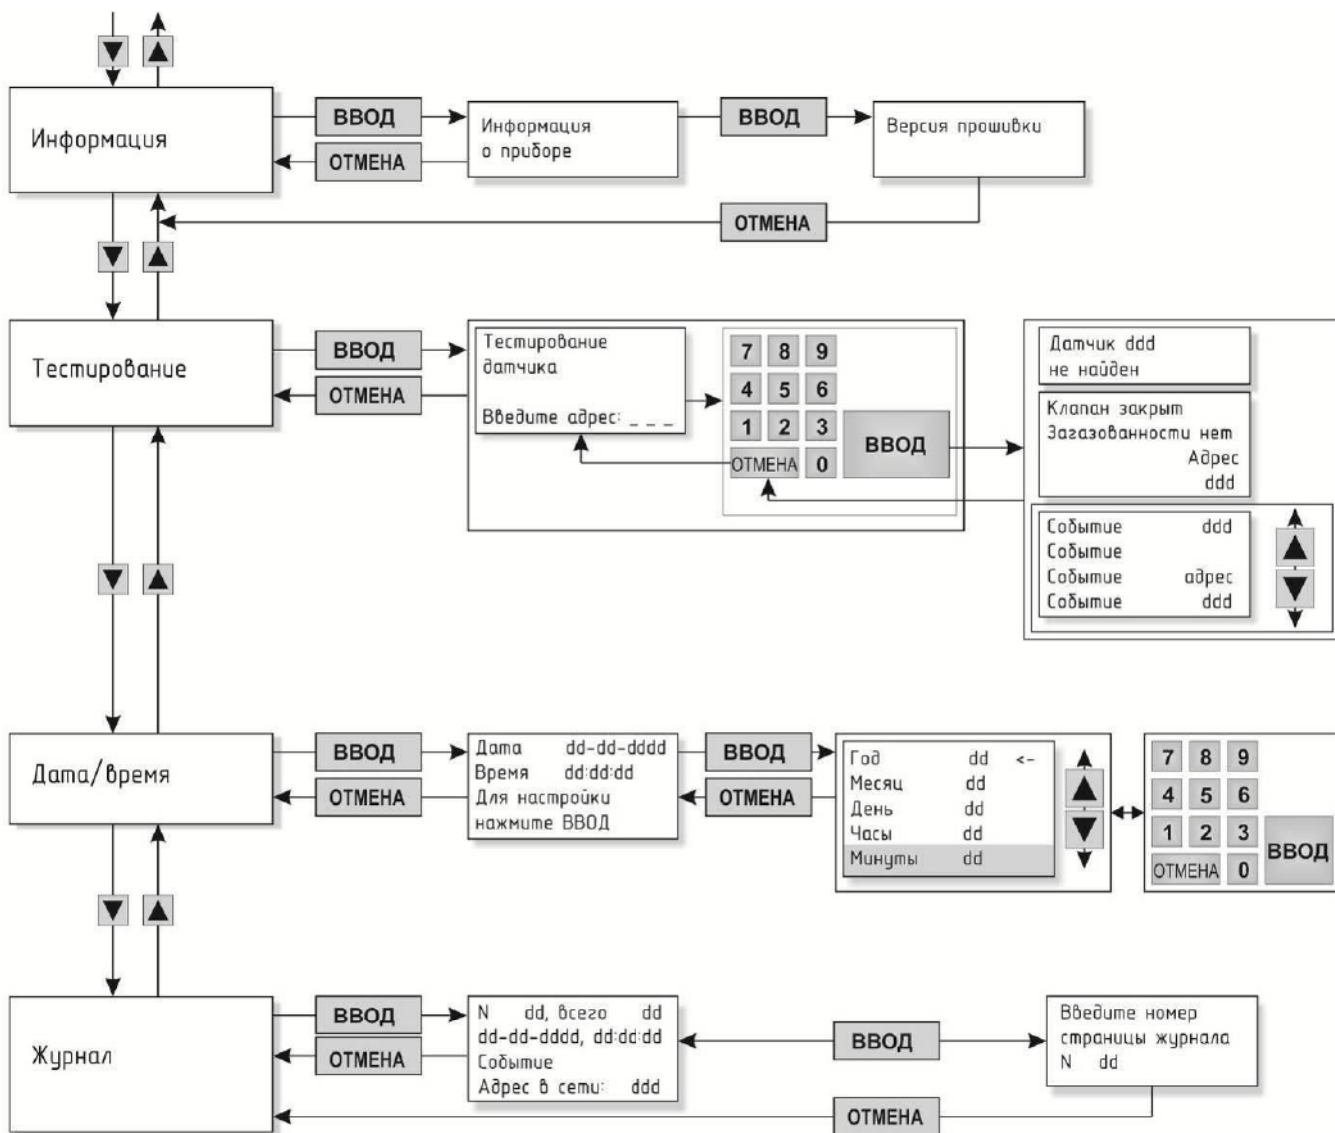 Информация
ВВОД
ОТМЕНА
Информация
о приборе
ВВОД
Версия прошивки
ОТМЕНА
Тестирование
ВВОД
ОТМЕНА
Тестирование
датчика
Введите адрес: _ _ _
7 8 9
4 5 6
1 2 3
ОТМЕНА 0
ВВОД
Датчик ddd
не найден
Клапан закрыт
Загазованности нет
Адрес
ddd
Событие ddd
Событие
Событие адрес
Событие ddd
Дата/время
ВВОД
ОТМЕНА
Дата dd-dd-dddd
Время dd:dd:dd
Для настройки
нажмите ВВОД
ВВОД
ОТМЕНА
Год dd <-
Месяц dd
День dd
Часы dd
Минуты dd
7 8 9
4 5 6
1 2 3
ОТМЕНА 0
ВВОД
Журнал
ВВОД
ОТМЕНА
N dd, всего dd
dd-dd-dddd, dd:dd:dd
Событие
Адрес в сети: ddd
ВВОД
Введите номер
страницы журнала
N dd
ОТМЕНА